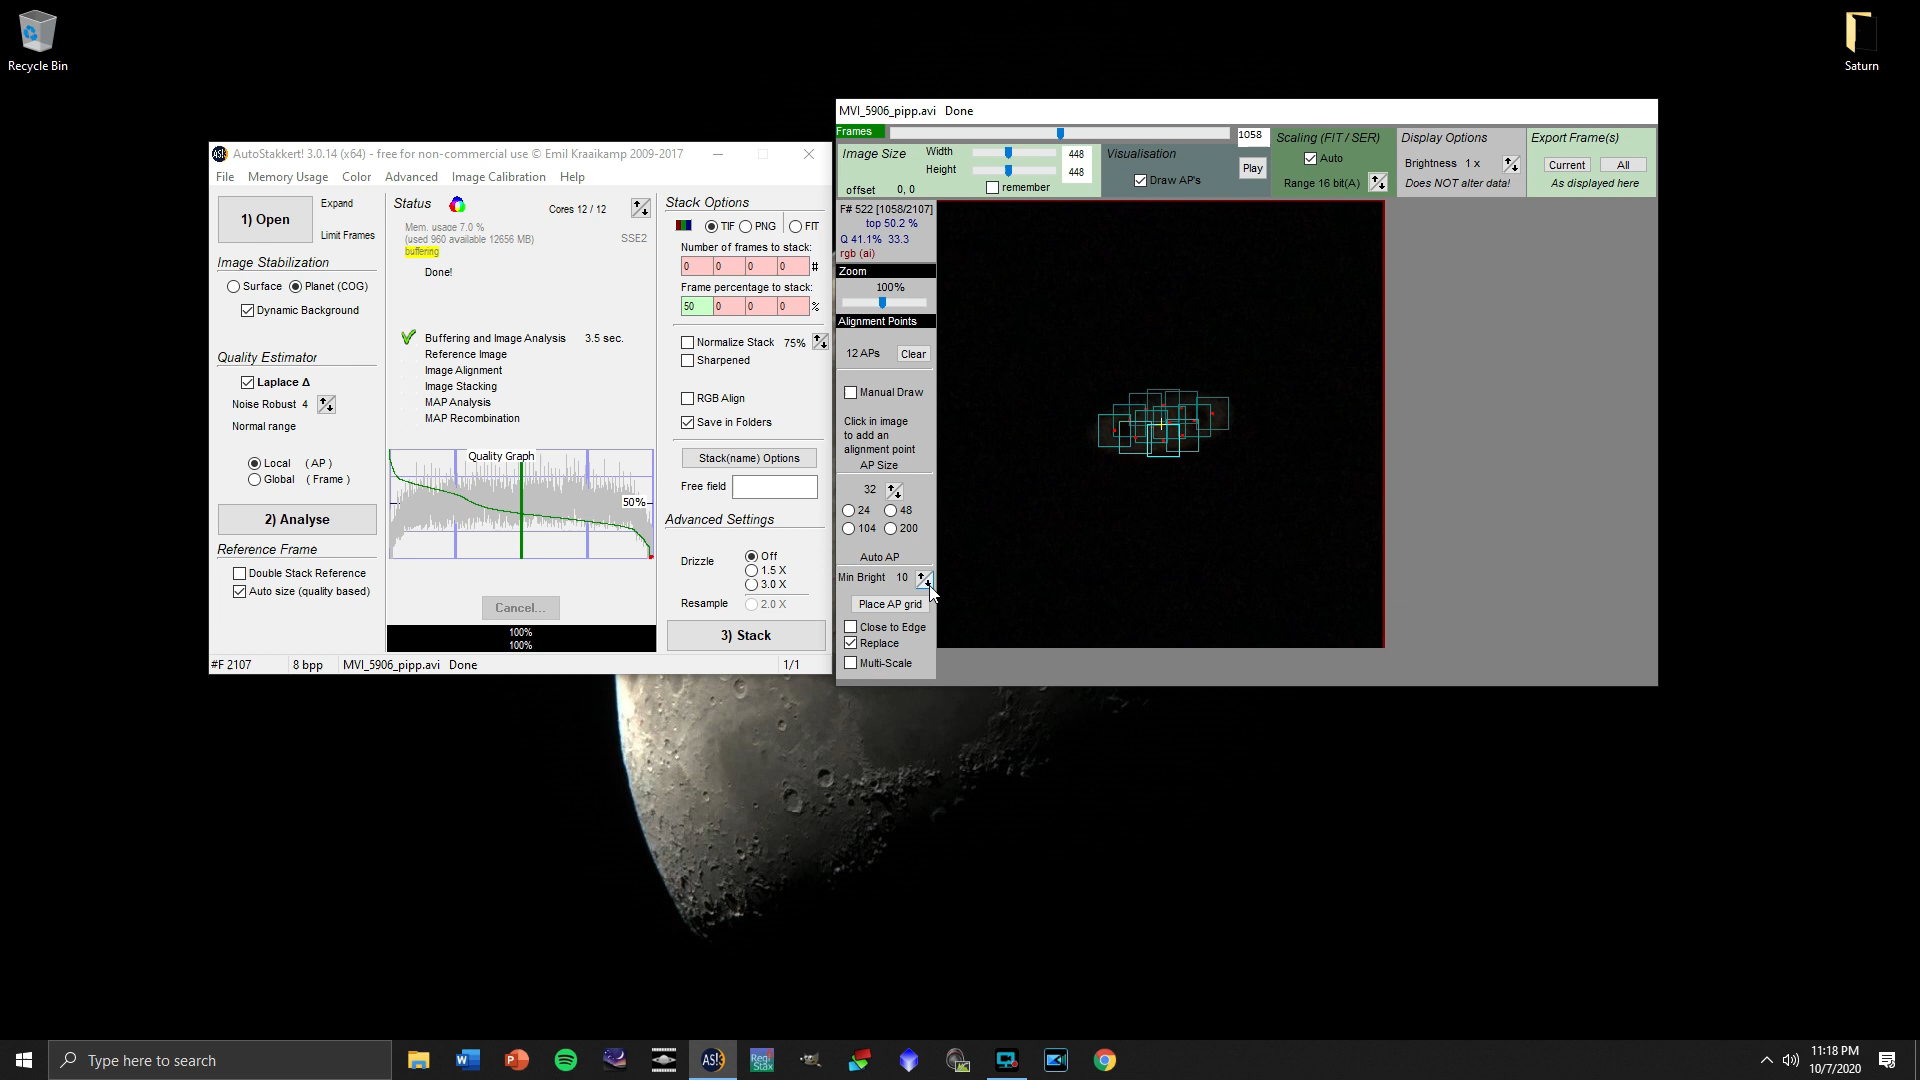 Recycle Bin
Saturn
AutoStakkert! 3.0.14 (x64) - free for non-commercial use © Emil Kraaikamp 2009-2017
File Memory Usage Color Advanced Image Calibration Help
1) Open
Expand
Limit Frames
Image Stabilization
Surface Planet (COG)
Dynamic Background
Quality Estimator
Laplace Δ
Noise Robust 4
Normal range
Local (AP)
Global (Frame)
2) Analyse
Reference Frame
Double Stack Reference
Auto size (quality based)
Status
Cores 12 / 12
Mem. usage 7.0 %
(used 960 available 12656 MB)
SSE2
buffering
Done!
Buffering and Image Analysis 3.5 sec.
Reference Image
Image Alignment
Image Stacking
MAP Analysis
MAP Recombination
Quality Graph
50%
Cancel...
100%
100%
Stack Options
TIF PNG FIT
Number of frames to stack:
0 0 0 0 #
Frame percentage to stack:
50 0 0 0 %
Normalize Stack 75%
Sharpened
RGB Align
Save in Folders
Stack(name) Options
Free field
Advanced Settings
Drizzle
Off
1.5 X
3.0 X
Resample 2.0 X
3) Stack
#F 2107 8 bpp MVI_5906_pipp.avi Done 1/1
MVI_5906_pipp.avi Done
Frames
1058
Image Size
Width 448
Height 448
offset 0, 0
remember
Visualisation
Draw AP's
Play
Scaling (FIT / SER)
Auto
Range 16 bit(A)
Display Options
Brightness 1 x
Does NOT alter data!
Export Frame(s)
Current All
As displayed here
F# 522 [1058/2107]
top 50.2 %
Q 41.1% 33.3
rgb (ai)
Zoom
100%
Alignment Points
12 APs Clear
Manual Draw
Click in image
to add an
alignment point
AP Size
32
24 48
104 200
Auto AP
Min Bright 10
Place AP grid
Close to Edge
Replace
Multi-Scale
Type here to search
W
P
AS!3
Regi
Stax
11:18 PM
10/7/2020